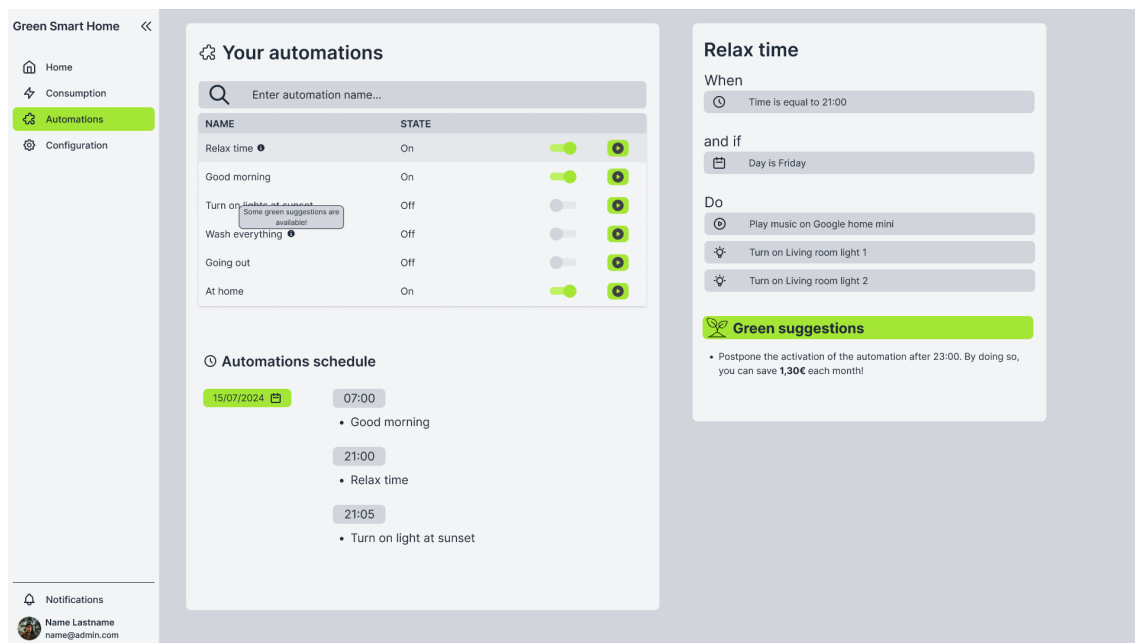 Green Smart Home
Home
Consumption
Automations
Configuration
Notifications
Name Lastname
name@admin.com
Your automations
Enter automation name...
NAME STATE
Relax time On
Good morning On
Turn on lights at sunset Off
Some green suggestions are
available!
Wash everything Off
Going out Off
At home On
Automations schedule
15/07/2024
07:00
• Good morning
21:00
• Relax time
21:05
• Turn on light at sunset
Relax time
When
Time is equal to 21:00
and if
Day is Friday
Do
Play music on Google home mini
Turn on Living room light 1
Turn on Living room light 2
Green suggestions
• Postpone the activation of the automation after 23:00. By doing so,
you can save 1,30€ each month!